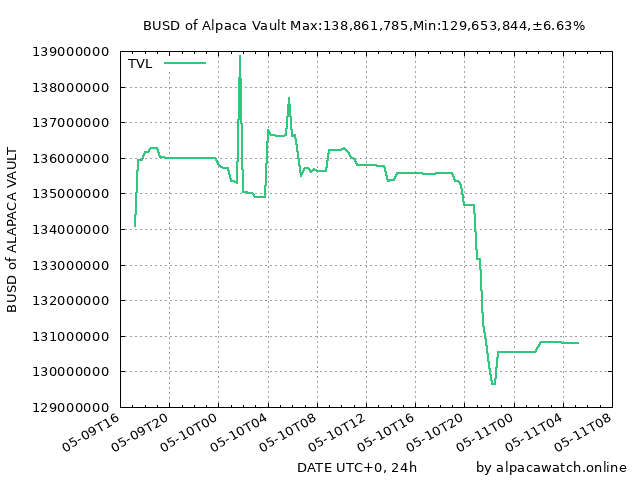 BUSD of Alpaca Vault Max:138,861,785,Min:129,653,844,±6.63%
TVL
139000000
138000000
137000000
136000000
135000000
134000000
133000000
132000000
131000000
130000000
129000000
BUSD of ALAPACA VAULT
05-09T16
05-09T20
05-10T00
05-10T04
05-10T08
05-10T12
05-10T16
05-10T20
05-11T00
05-11T04
05-11T08
DATE UTC+0, 24h
by alpacawatch.online